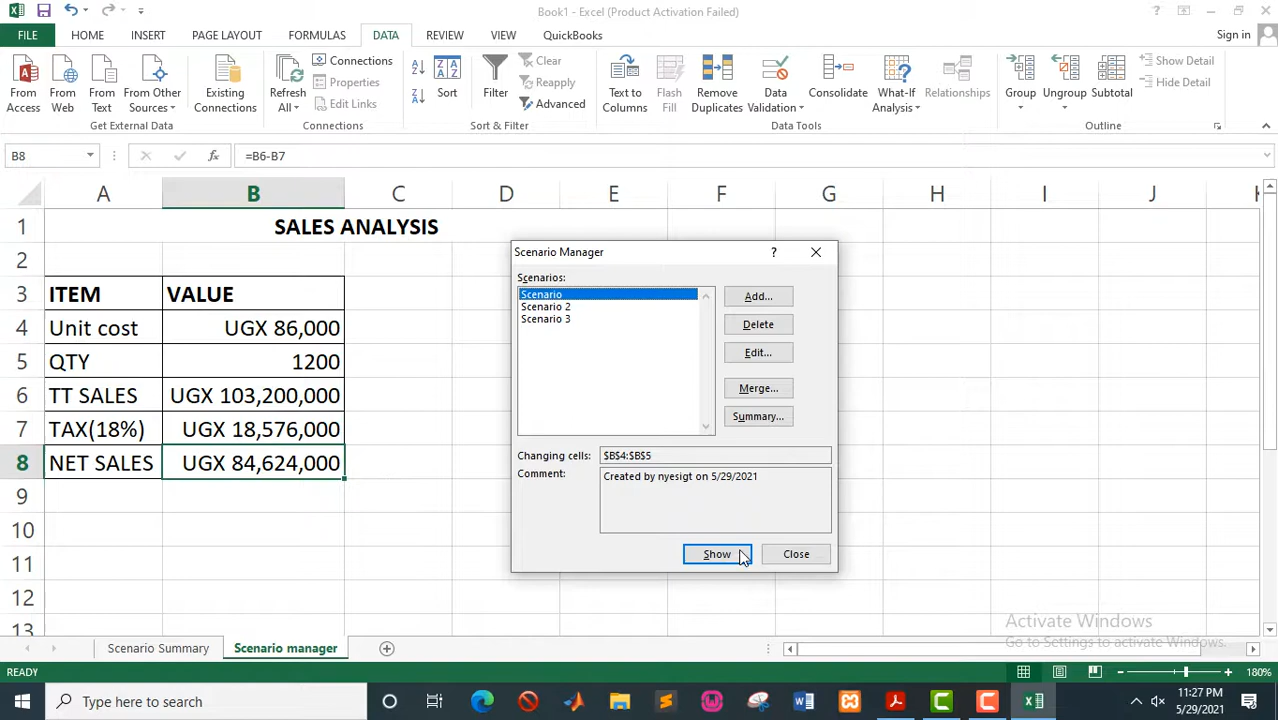 Book1 - Excel (Product Activation Failed)
FILE HOME INSERT PAGE LAYOUT FORMULAS DATA REVIEW VIEW QuickBooks Sign in
From Access
From Web
From Text
From Other Sources
Existing Connections
Get External Data
Refresh All
Connections
Properties
Edit Links
Connections
Sort
Filter
Clear
Reapply
Advanced
Sort & Filter
Text to Columns
Flash Fill
Remove Duplicates
Data Validation
Consolidate
What-If Analysis
Relationships
Data Tools
Group
Ungroup
Subtotal
Show Detail
Hide Detail
Outline
B8 =B6-B7
A B C D E F G H I J K
1 SALES ANALYSIS
2
3 ITEM VALUE
4 Unit cost UGX 86,000
5 QTY 1200
6 TT SALES UGX 103,200,000
7 TAX(18%) UGX 18,576,000
8 NET SALES UGX 84,624,000
9
10
11
12
13
Scenario Manager ?
Scenarios:
Scenario
Scenario 2
Scenario 3
Add...
Delete
Edit...
Merge...
Summary...
Changing cells: $B$4:$B$5
Comment: Created by nyesigt on 5/29/2021
Show Close
Activate Windows
Go to Settings to activate Windows.
Scenario Summary Scenario manager
READY 180%
Type here to search
11:27 PM
5/29/2021